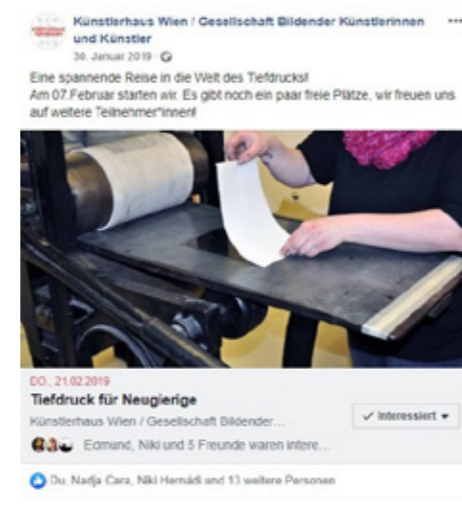 Künstlerhaus Wien / Gesellschaft Bildender Künstlerinnen
und Künstler
30. Januar 2019
Eine spannende Reise in die Welt des Tiefdrucks!
Am 07.Februar starten wir. Es gibt noch ein paar freie Plätze, wir freuen uns
auf weitere Teilnehmer*innen!
DO., 21.02.2019
Tiefdruck für Neugierige
Künstlerhaus Wien / Gesellschaft Bildender...
Interessiert
Edmund, Niki und 5 Freunde waren intere...
Du, Nadja Cara, Niki Hernádi und 13 weitere Personen